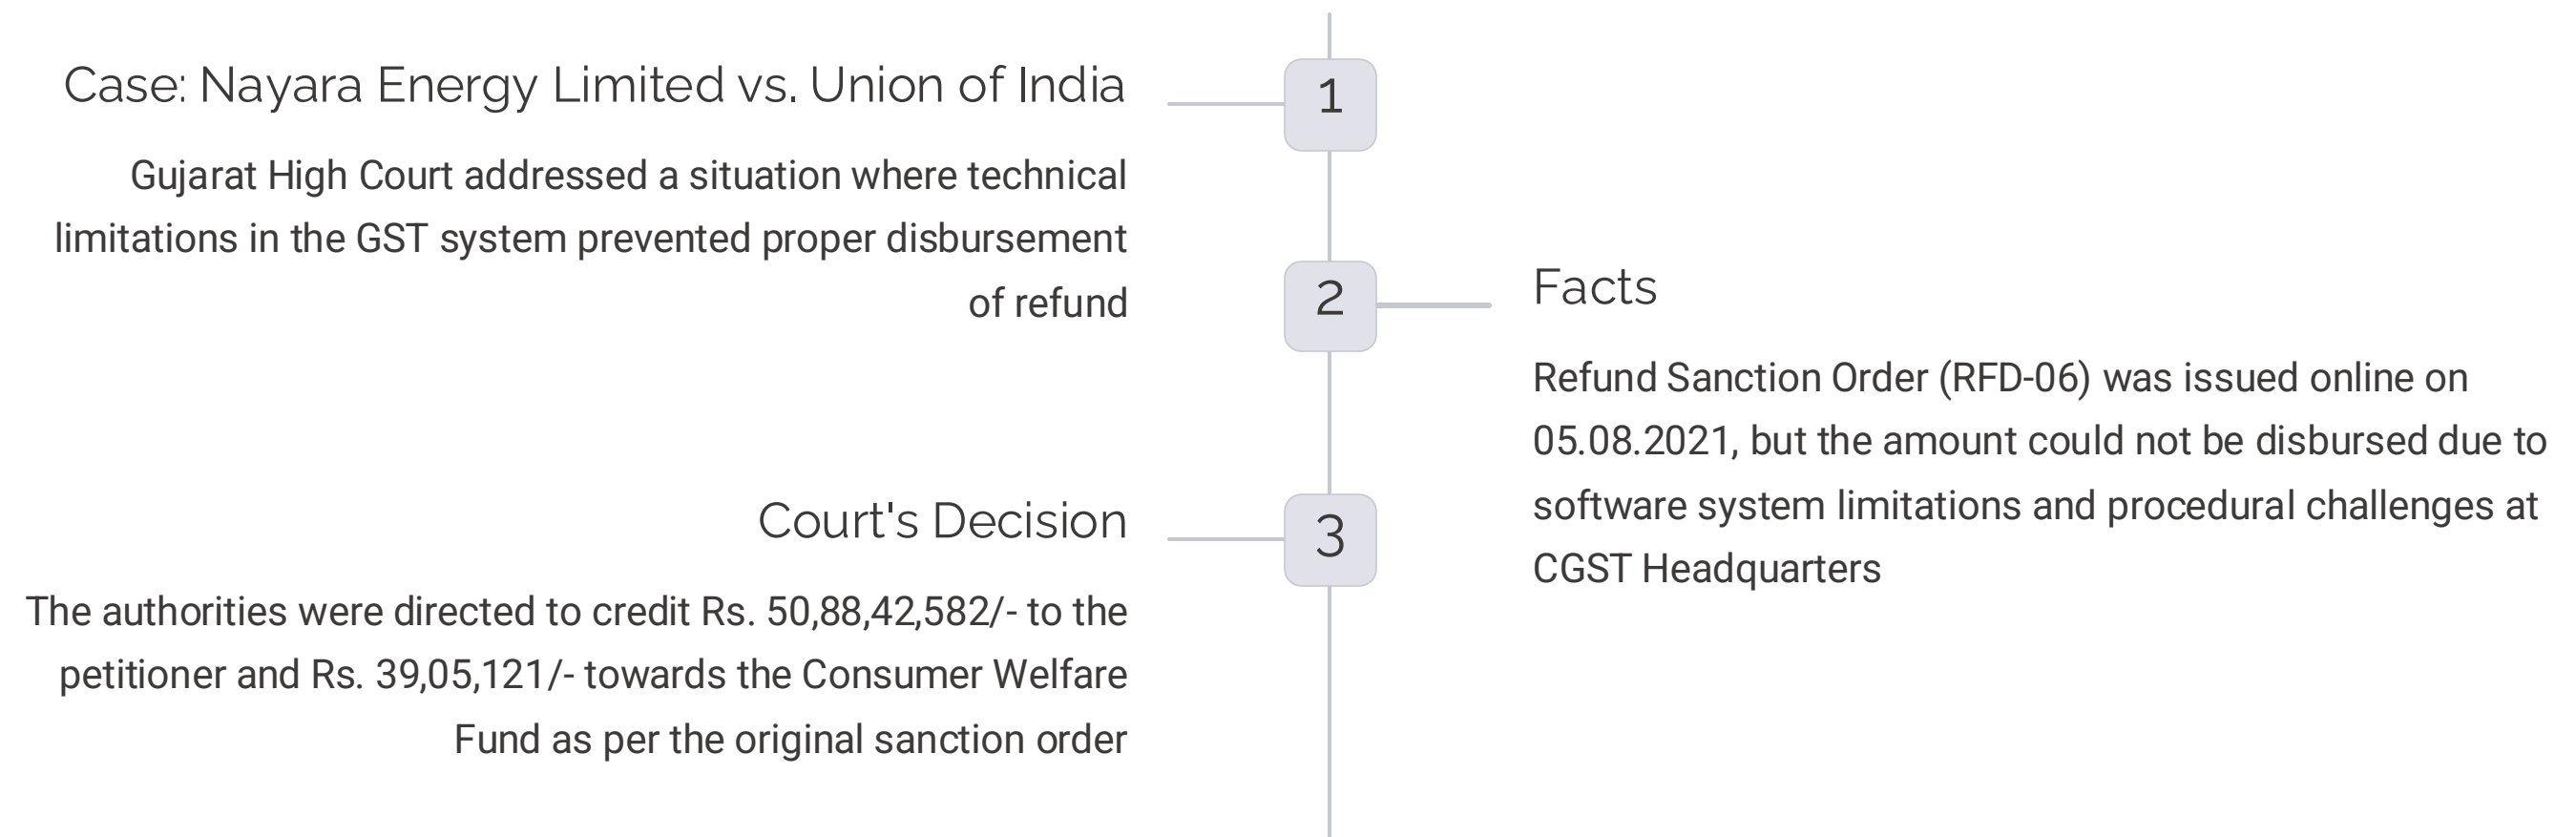 Case: Nayara Energy Limited vs. Union of India
1
Gujarat High Court addressed a situation where technical
limitations in the GST system prevented proper disbursement
of refund
2
Facts
Refund Sanction Order (RFD-06) was issued online on
05.08.2021, but the amount could not be disbursed due to
software system limitations and procedural challenges at
CGST Headquarters
Court's Decision
3
The authorities were directed to credit Rs. 50,88,42,582/- to the
petitioner and Rs. 39,05,121/- towards the Consumer Welfare
Fund as per the original sanction order